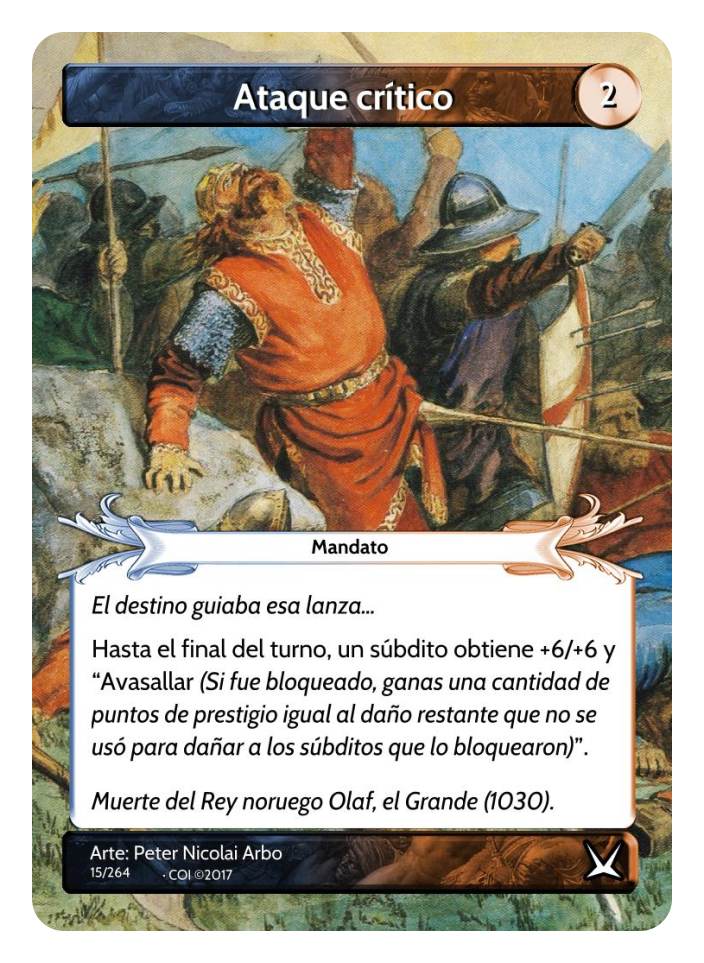 Ataque crítico
2
Mandato
El destino guiaba esa lanza...
Hasta el final del turno, un súbdito obtiene +6/+6 y
“Avasallar (Si fue bloqueado, ganas una cantidad de
puntos de prestigio igual al daño restante que no se
usó para dañar a los súbditos que lo bloquearon)”.
Muerte del Rey noruego Olaf, el Grande (1030).
Arte: Peter Nicolai Arbo
15/264 · COI ©2017